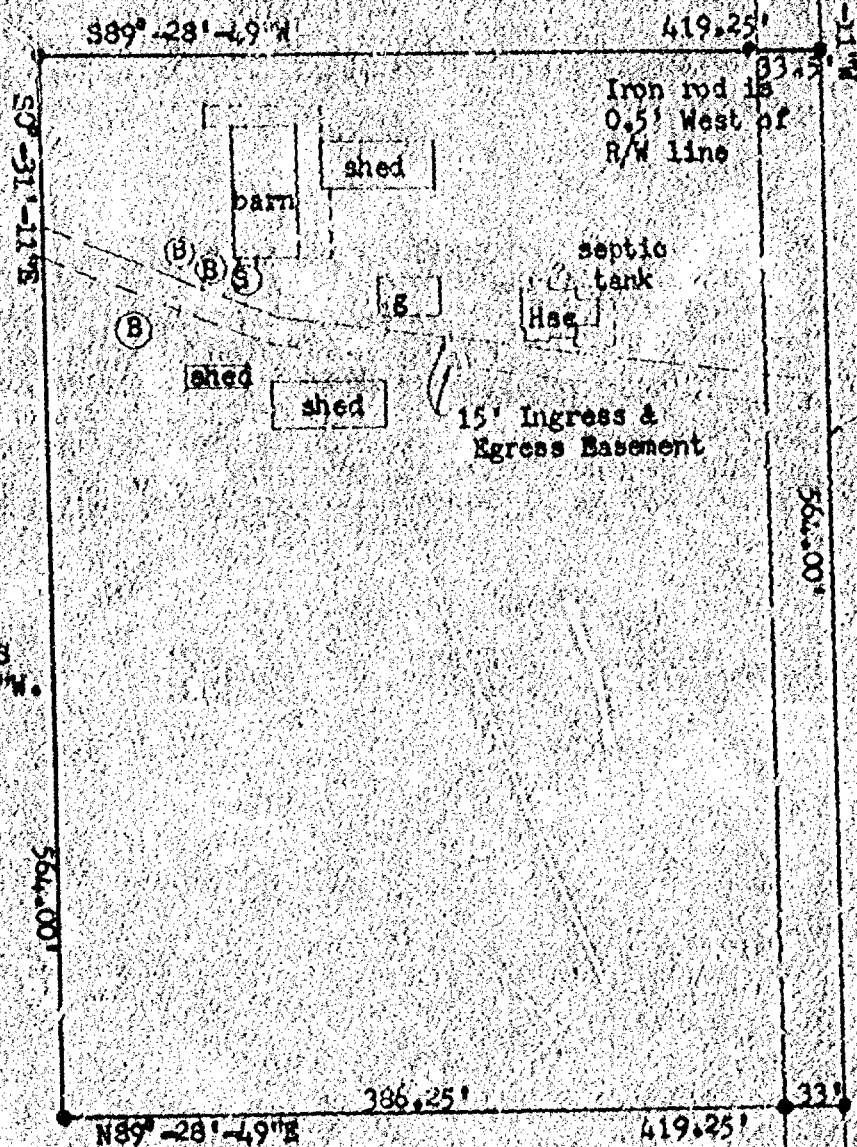 S89°-28'-49"W
419.25'
-11"W
33.5'
Iron rod is
0.5' West of
R/W line
S0°-31'-11"E
shed
barn
septic
tank
B
B
S
g
Hse
B
shed
shed
15' Ingress &
Egress Easement
564.00'
S
"W.
564.00'
386.25'
33'
N89°-28'-49"E
419.25'